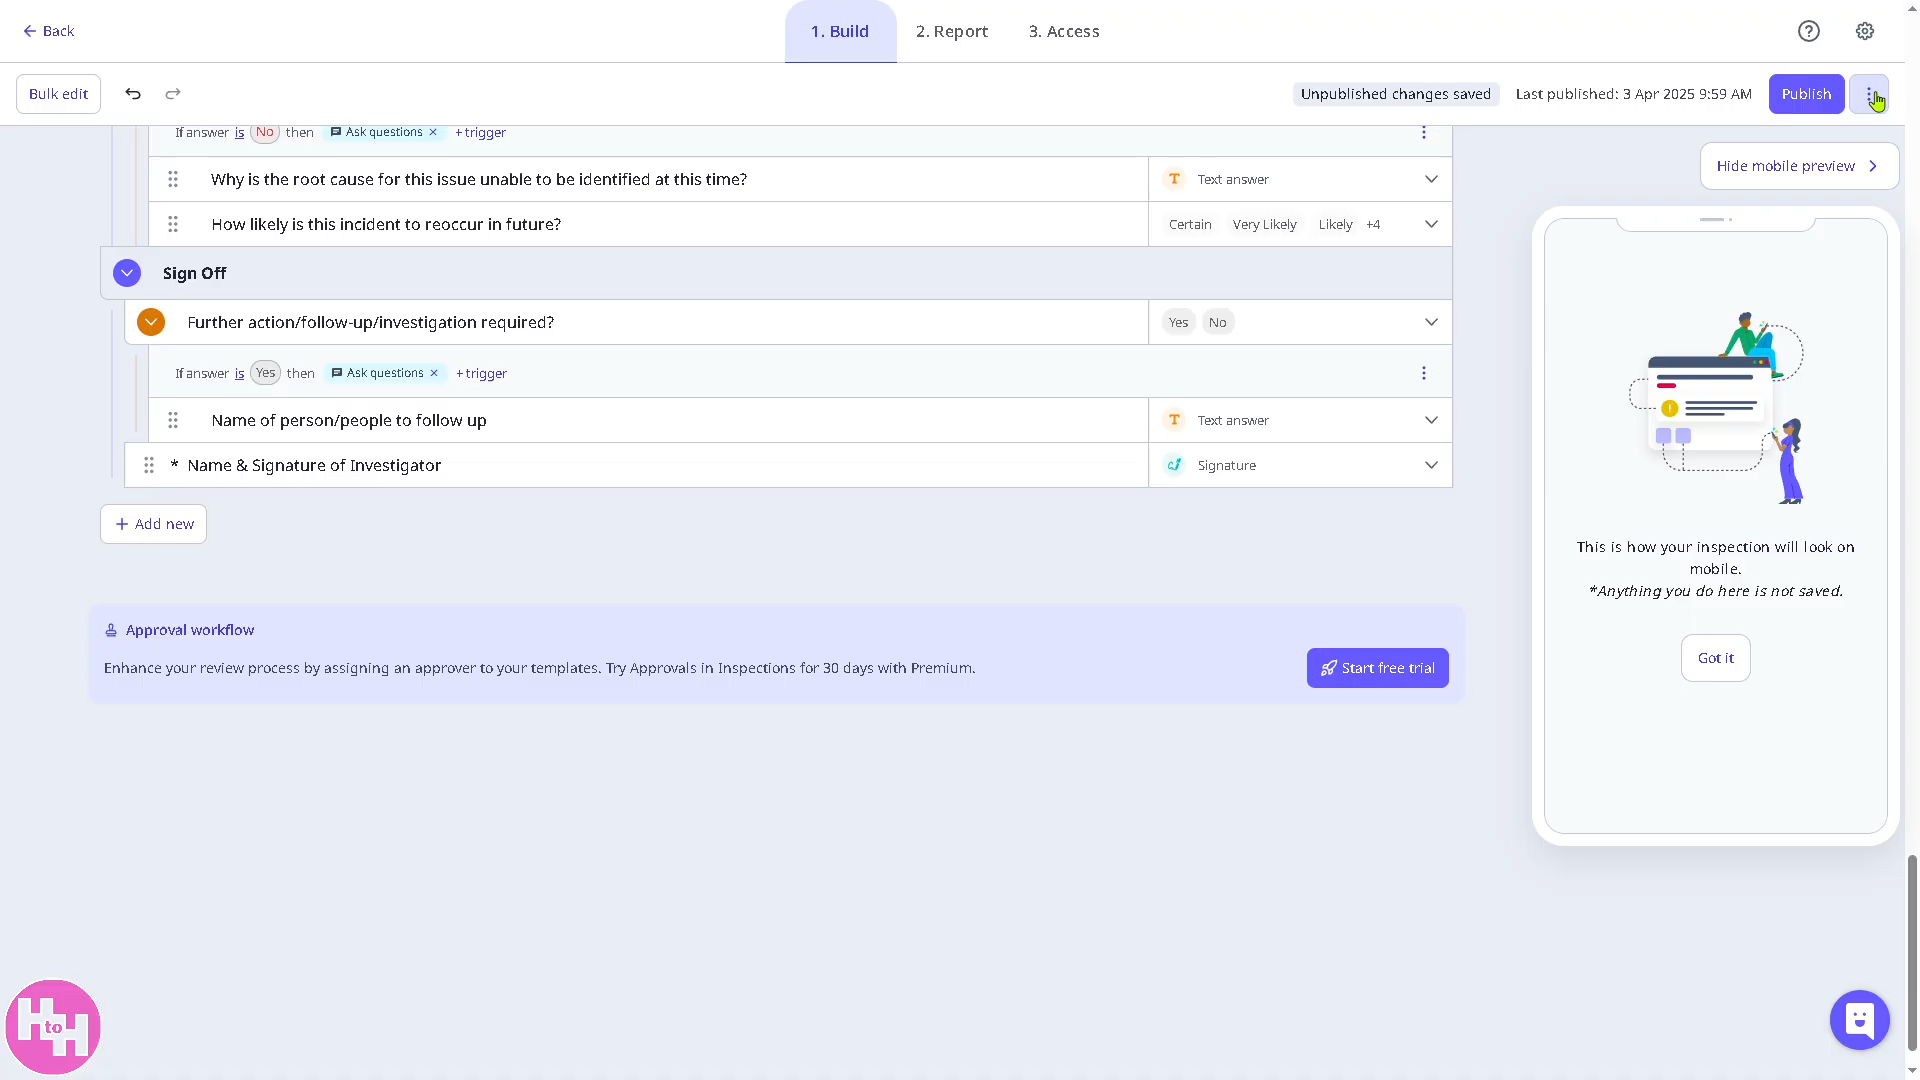 Back
1. Build
2. Report
3. Access
Bulk edit
Unpublished changes saved
Last published: 3 Apr 2025 9:59 AM
Publish
If answer is No then Ask questions × + trigger
Hide mobile preview
Why is the root cause for this issue unable to be identified at this time?
T Text answer
How likely is this incident to reoccur in future?
Certain Very Likely Likely +4
Sign Off
Further action/follow-up/investigation required?
Yes No
If answer is Yes then Ask questions × + trigger
Name of person/people to follow up
T Text answer
* Name & Signature of Investigator
Signature
+ Add new
This is how your inspection will look on
mobile.
*Anything you do here is not saved.
Got it
Approval workflow
Enhance your review process by assigning an approver to your templates. Try Approvals in Inspections for 30 days with Premium.
Start free trial
H to H